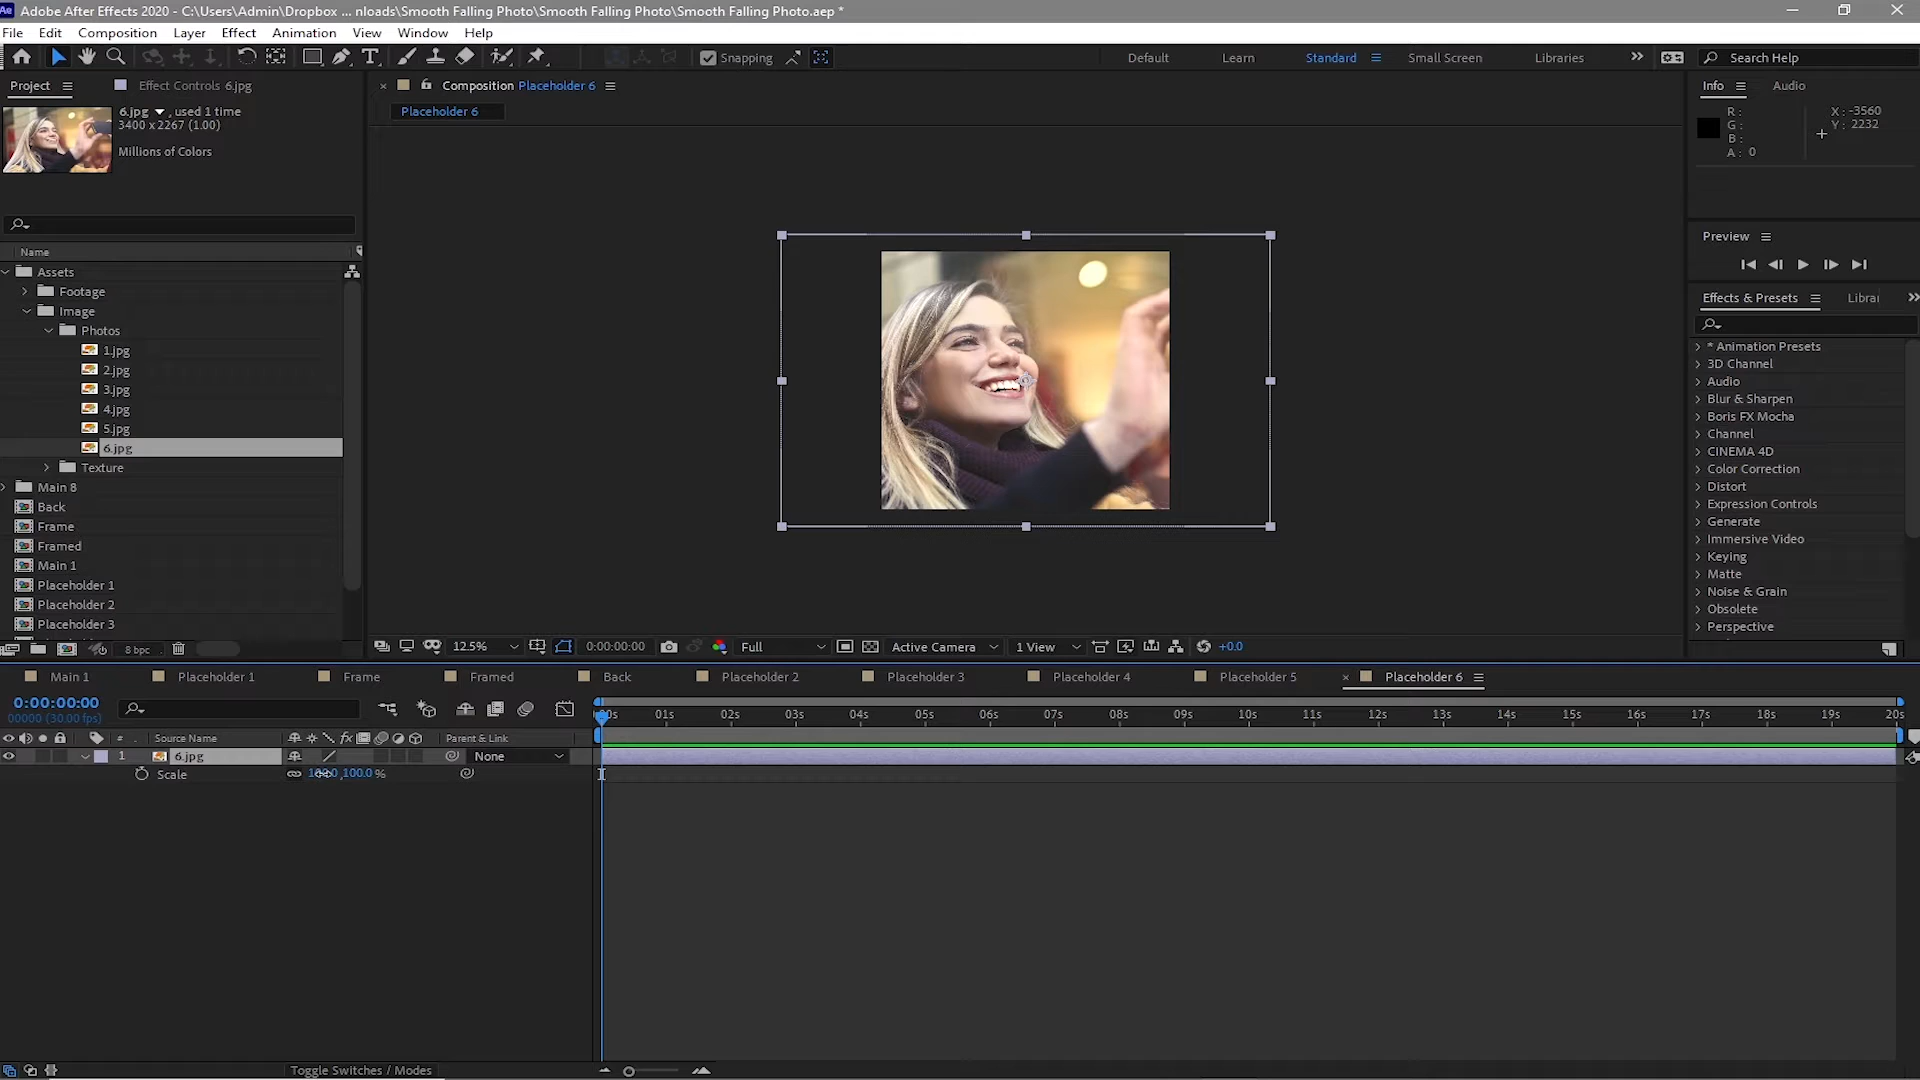 Adobe After Effects 2020 - C:\Users\Admin\Dropbox ... nloads\Smooth Falling Photo\Smooth Falling Photo\Smooth Falling Photo.aep *
File Edit Composition Layer Effect Animation View Window Help
Snapping Default Learn Standard Small Screen Libraries Search Help
Project Effect Controls 6.jpg
Composition Placeholder 6
Info Audio
6.jpg , used 1 time
3400 x 2267 (1.00)
Millions of Colors
Placeholder 6
R :
G :
B :
A : 0
X : -3560
Y : 2232
Preview
Effects & Presets Librai
Name
Assets
Footage
Image
Photos
1.jpg
2.jpg
3.jpg
4.jpg
5.jpg
6.jpg
Texture
Main 8
Back
Frame
Framed
Main 1
Placeholder 1
Placeholder 2
Placeholder 3
* Animation Presets
3D Channel
Audio
Blur & Sharpen
Boris FX Mocha
Channel
CINEMA 4D
Color Correction
Distort
Expression Controls
Generate
Immersive Video
Keying
Matte
Noise & Grain
Obsolete
Perspective
8 bpc
12.5% 0:00:00:00 Full Active Camera 1 View +0.0
Main 1 Placeholder 1 Frame Framed Back Placeholder 2 Placeholder 3 Placeholder 4 Placeholder 5 Placeholder 6
0:00:00:00
00000 (30.00 fps)
01s 02s 03s 04s 05s 06s 07s 08s 09s 10s 11s 12s 13s 14s 15s 16s 17s 18s 19s 20s
# Source Name fx Parent & Link
1 6.jpg None
Scale 100.0%
Toggle Switches / Modes